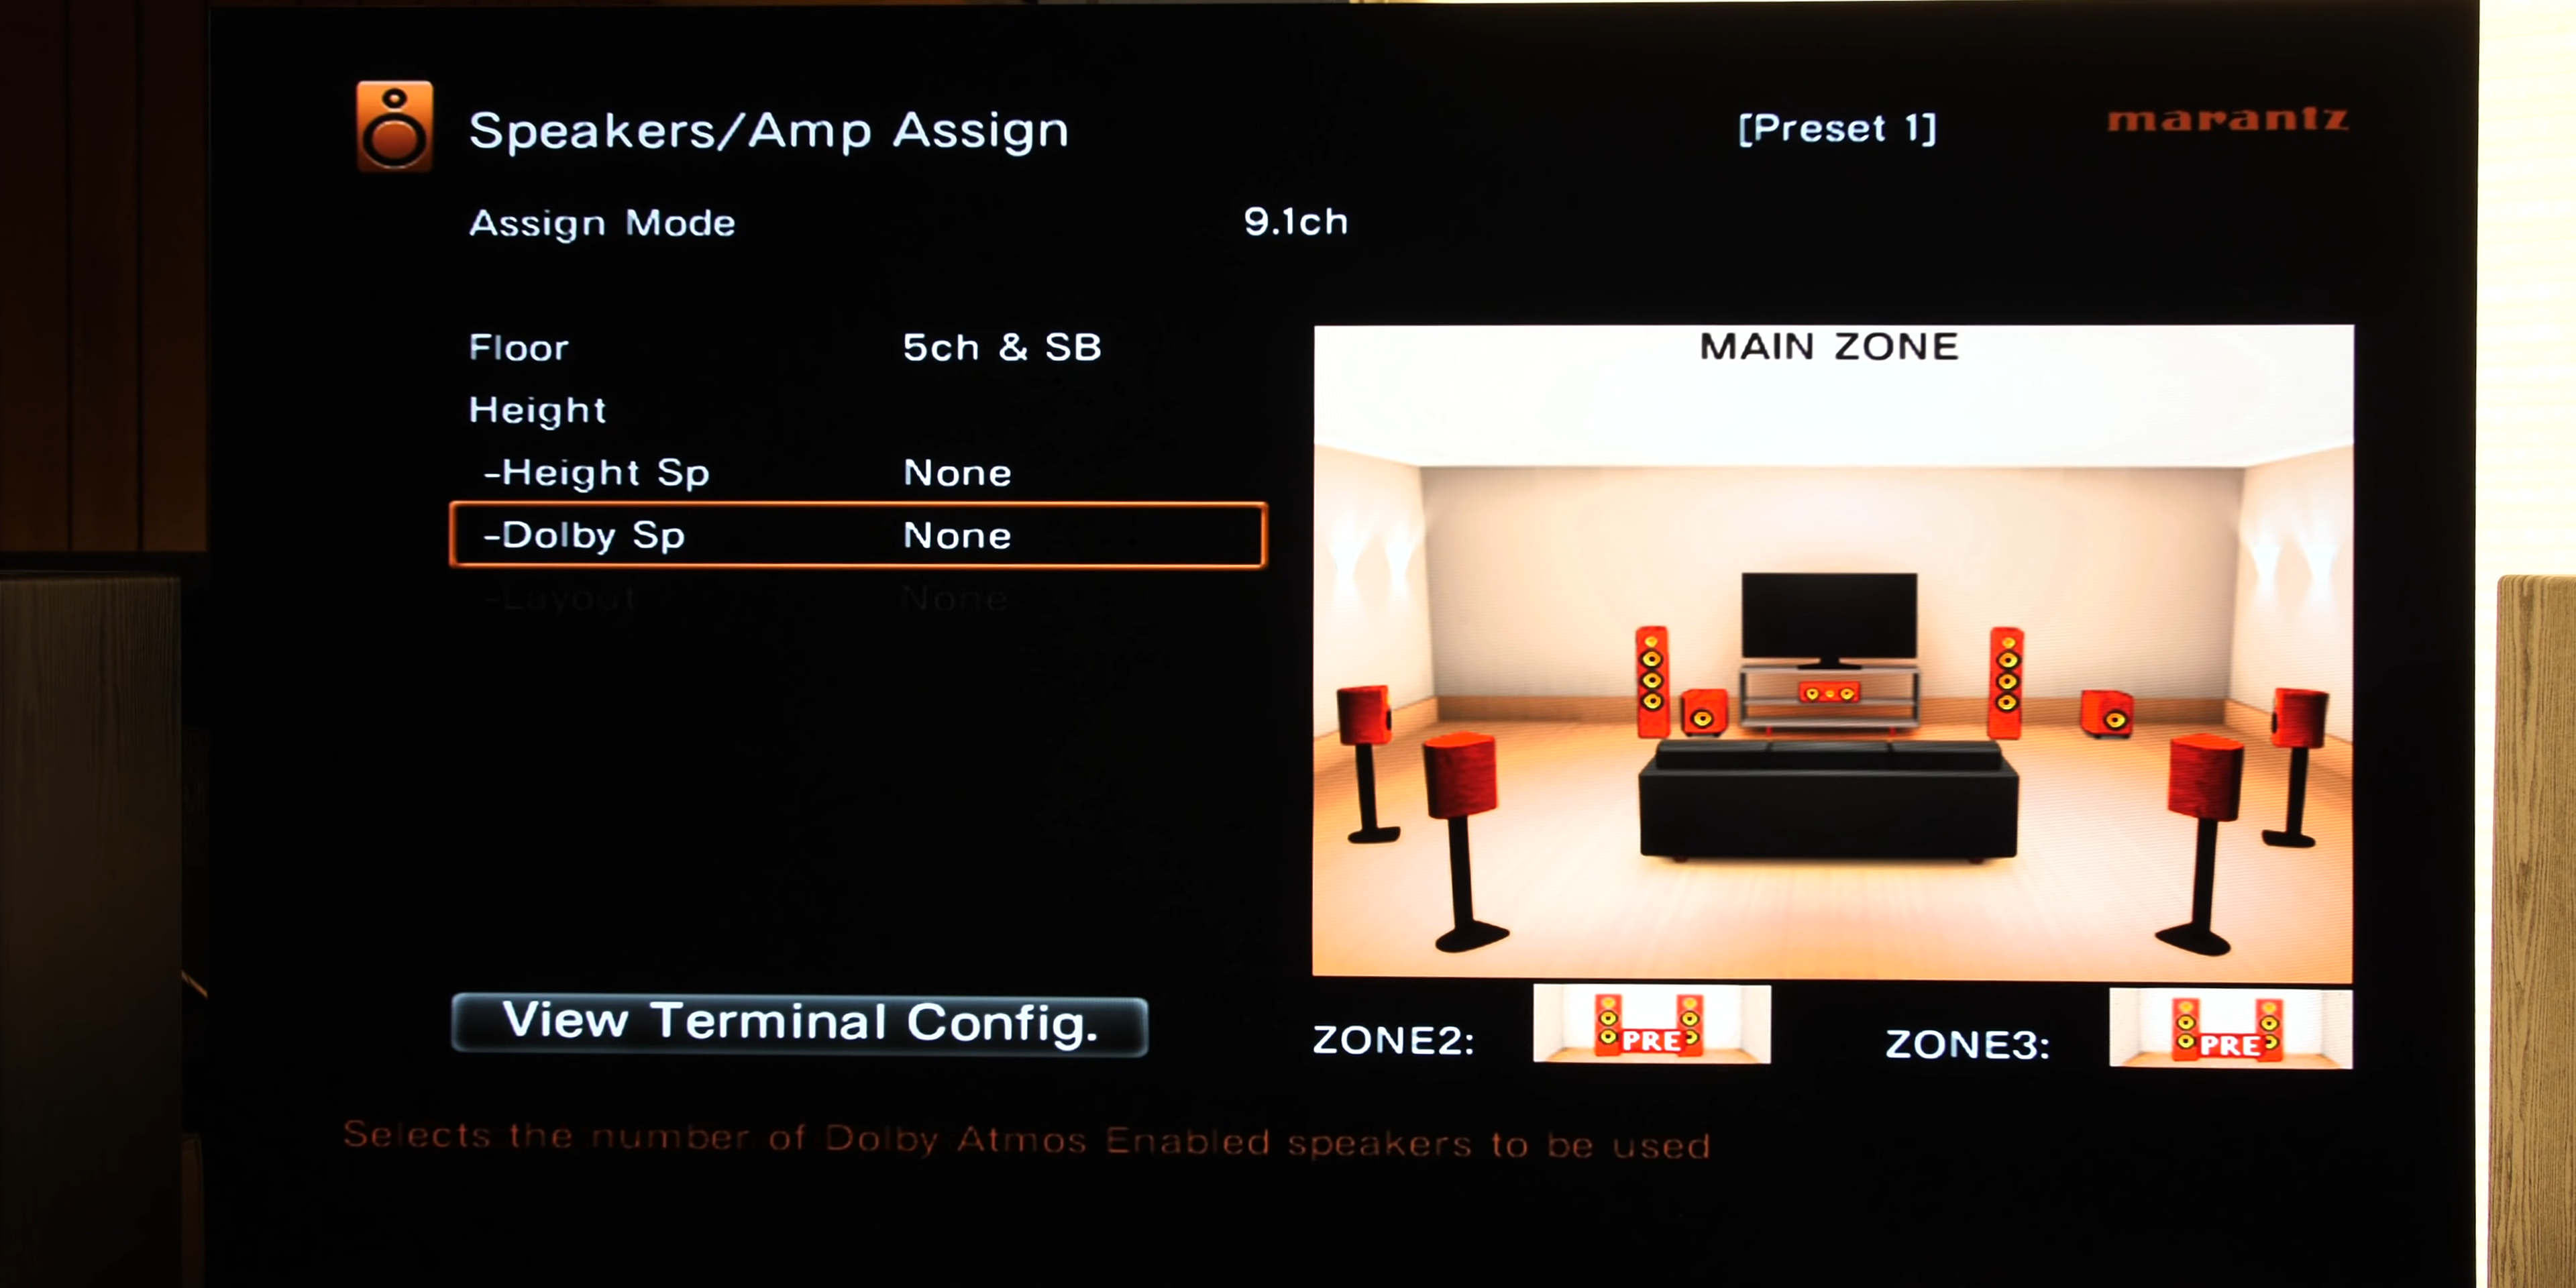 Speakers/Amp Assign
[Preset 1]
marantz
Assign Mode 9.1ch
Floor 5ch & SB
Height
-Height Sp None
-Dolby Sp None
-Layout None
MAIN ZONE
View Terminal Config.
ZONE2: PRE
ZONE3: PRE
Selects the number of Dolby Atmos Enabled speakers to be used